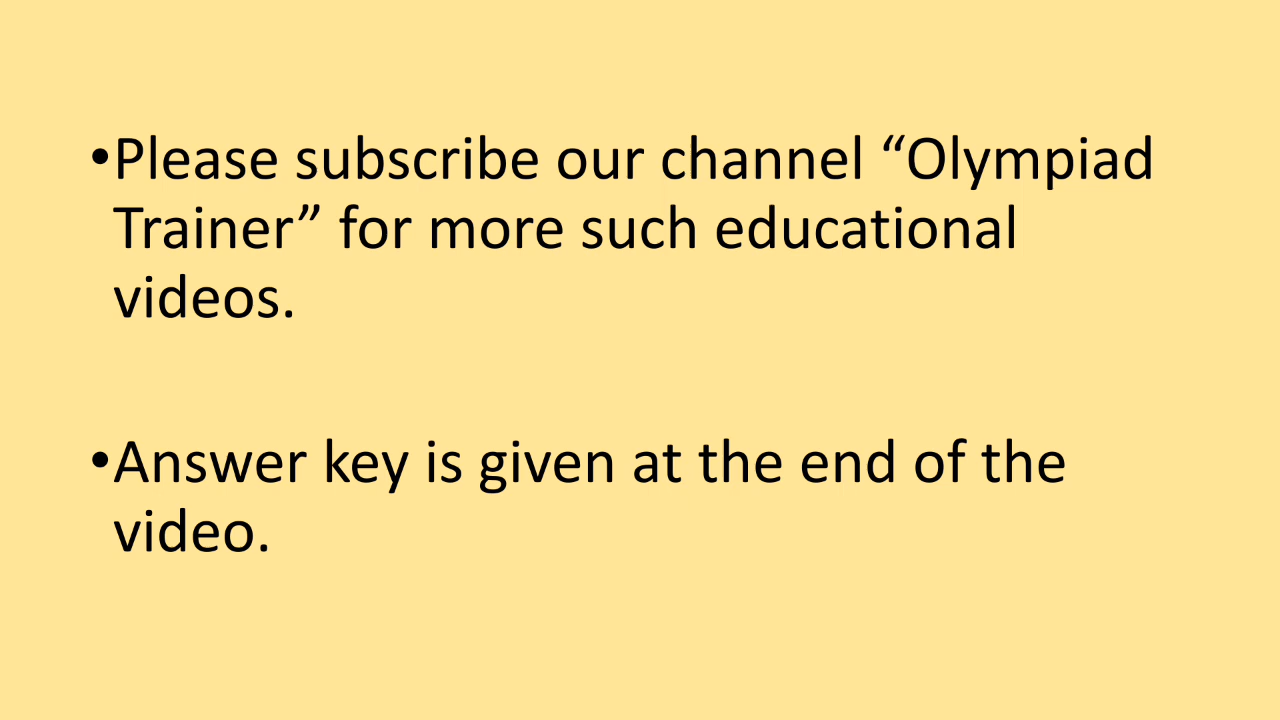 •Please subscribe our channel “Olympiad
Trainer” for more such educational
videos.
•Answer key is given at the end of the
video.